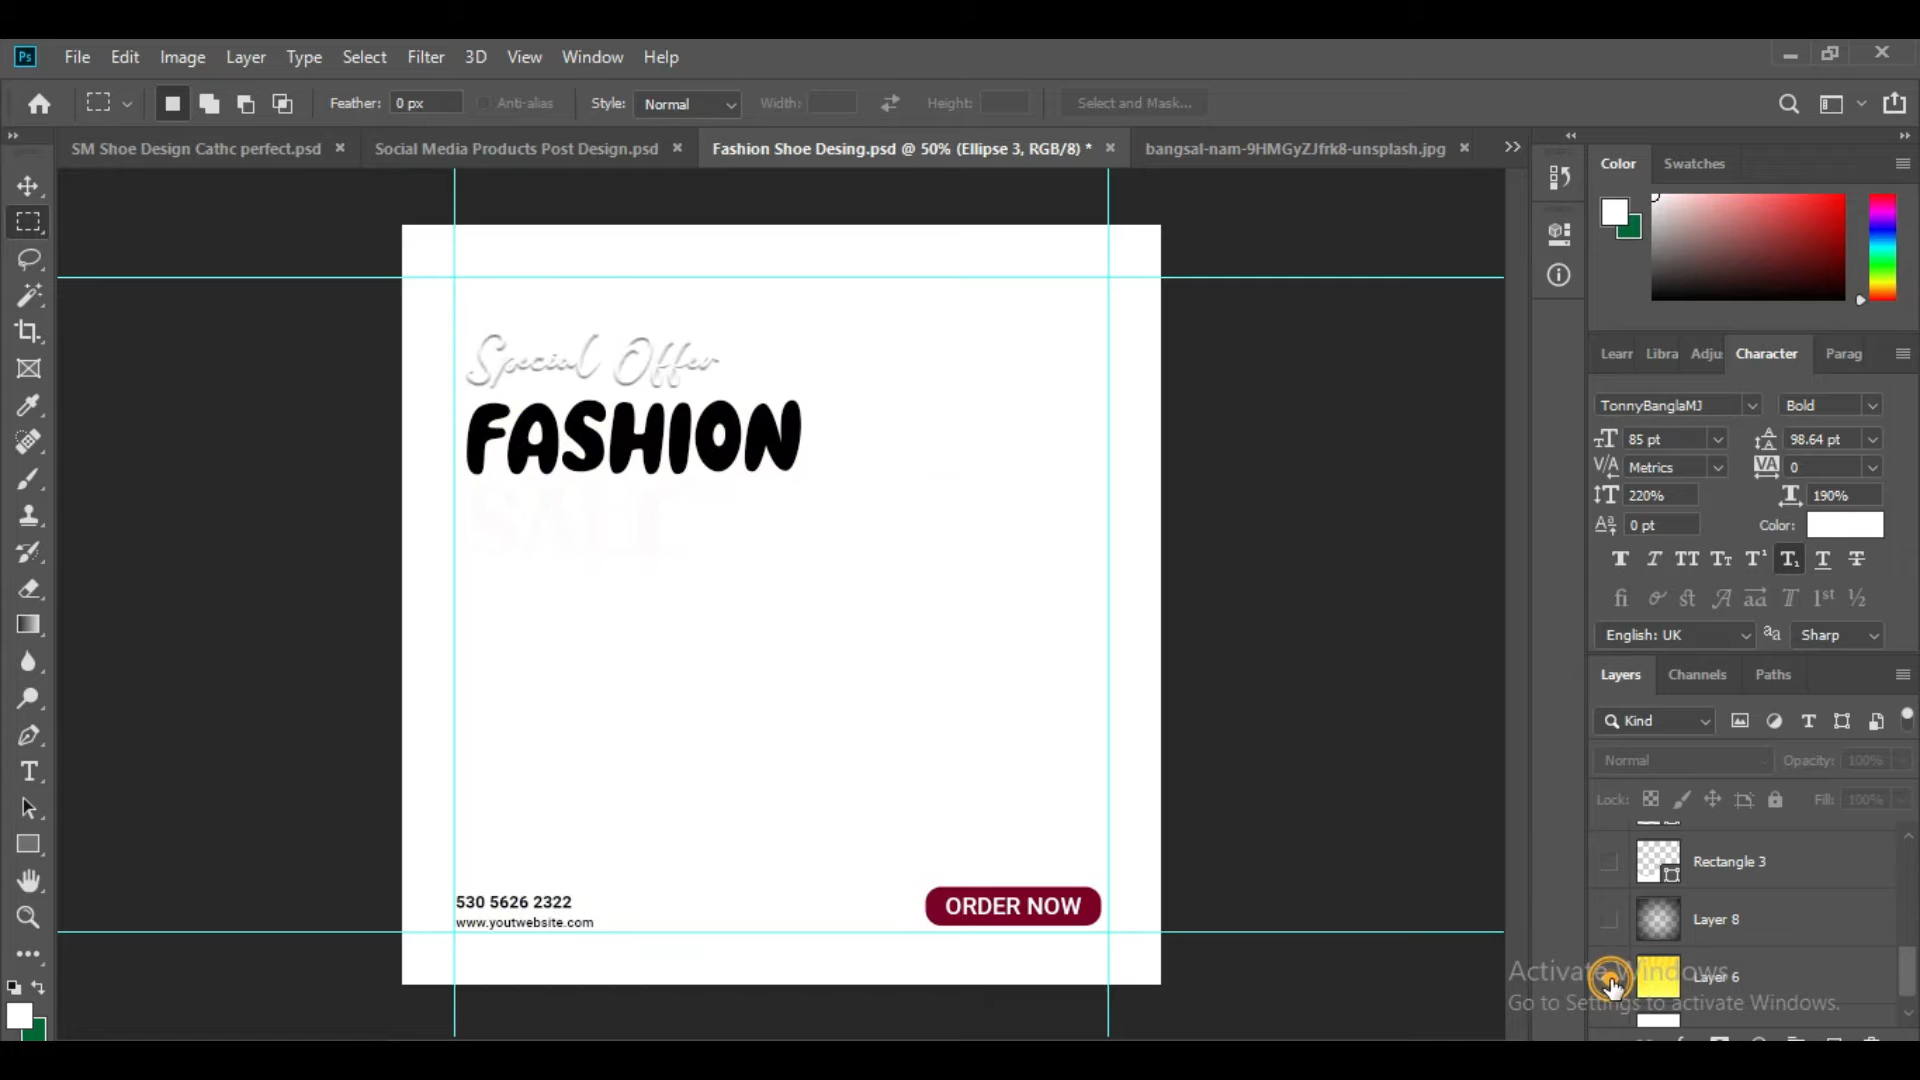 Ps File Edit Image Layer Type Select Filter 3D View Window Help
Feather: 0 px Anti-alias Style: Normal Width: Height: Select and Mask...
SM Shoe Design Cathc perfect.psd × Social Media Products Post Design.psd × Fashion Shoe Desing.psd @ 50% (Ellipse 3, RGB/8) * × bangsal-nam-9HMGyZJfrk8-unsplash.jpg ×
Color Swatches
Special Offer
FASHION
SALE
530 5626 2322
www.youtwebsite.com
ORDER NOW
Learr Libra Adju Character Parag
TonnyBanglaMJ Bold
85 pt 98.64 pt
Metrics 0
220% 190%
0 pt Color:
English: UK Sharp
Layers Channels Paths
Kind
Normal Opacity: 100%
Lock: Fill: 100%
Rectangle 3
Layer 8
Layer 6
Activate Windows
Go to Settings to activate Windows.